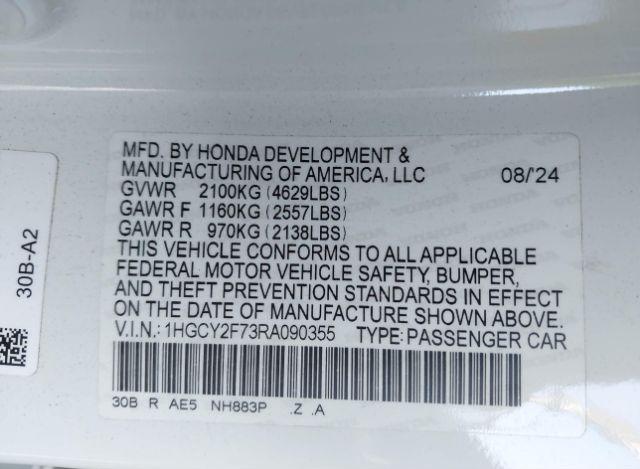 MFD. BY HONDA DEVELOPMENT &
MANUFACTURING OF AMERICA, LLC 08/'24
GVWR 2100KG (4629LBS)
GAWR F 1160KG (2557LBS)
GAWR R 970KG (2138LBS)
THIS VEHICLE CONFORMS TO ALL APPLICABLE
FEDERAL MOTOR VEHICLE SAFETY, BUMPER,
AND THEFT PREVENTION STANDARDS IN EFFECT
ON THE DATE OF MANUFACTURE SHOWN ABOVE.
V.I.N.: 1HGCY2F73RA090355 TYPE: PASSENGER CAR
30B R AE5 NH883P .Z .A
30B-A2